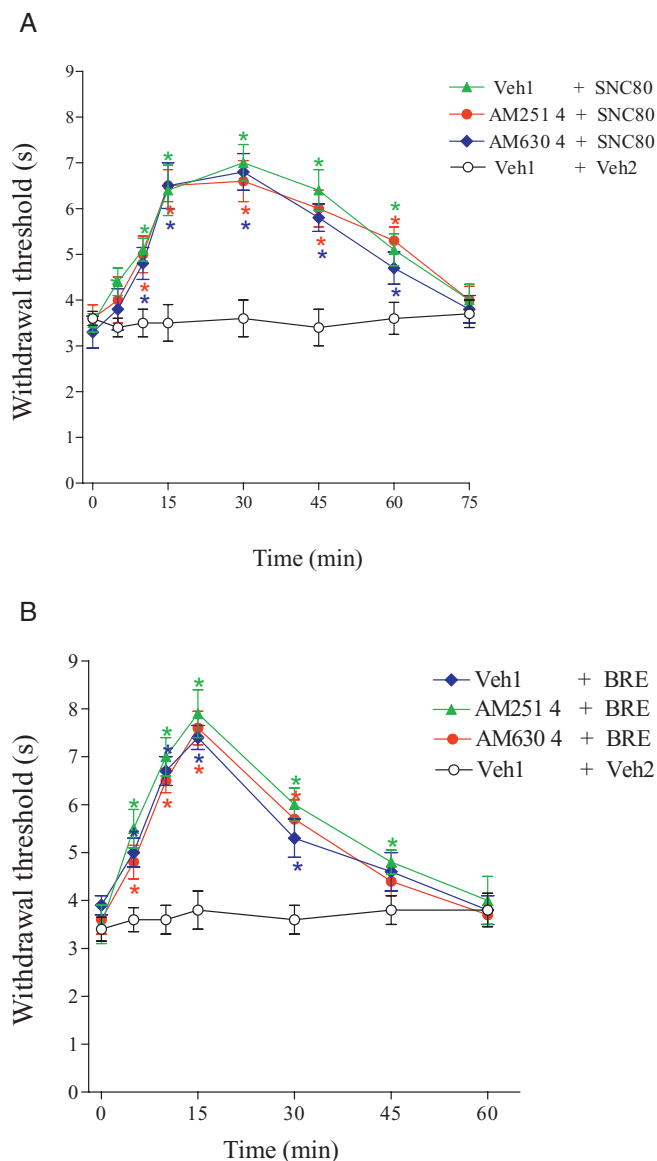 A
Veh1 + SNC80
AM251 4 + SNC80
AM630 4 + SNC80
Veh1 + Veh2
Withdrawal threshold (s)
9
8
7
6
5
4
3
2
1
0
0 15 30 45 60 75
Time (min)
B
Veh1 + BRE
AM251 4 + BRE
AM630 4 + BRE
Veh1 + Veh2
Withdrawal threshold (s)
9
8
7
6
5
4
3
2
1
0
0 15 30 45 60
Time (min)